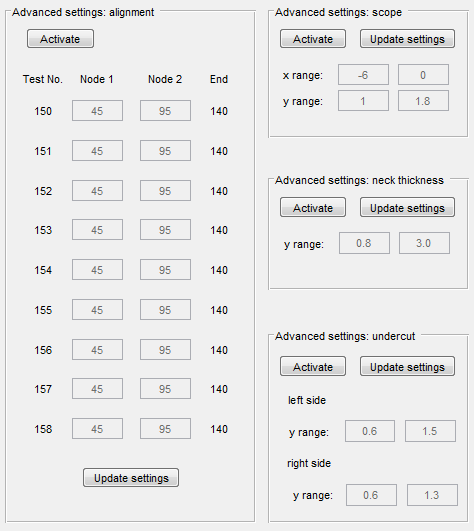 Advanced settings: alignment
Activate
Test No. Node 1 Node 2 End
150 45 95 140
151 45 95 140
152 45 95 140
153 45 95 140
154 45 95 140
155 45 95 140
156 45 95 140
157 45 95 140
158 45 95 140
Update settings
Advanced settings: scope
Activate Update settings
x range: -6 0
y range: 1 1.8
Advanced settings: neck thickness
Activate Update settings
y range: 0.8 3.0
Advanced settings: undercut
Activate Update settings
left side
y range: 0.6 1.5
right side
y range: 0.6 1.3